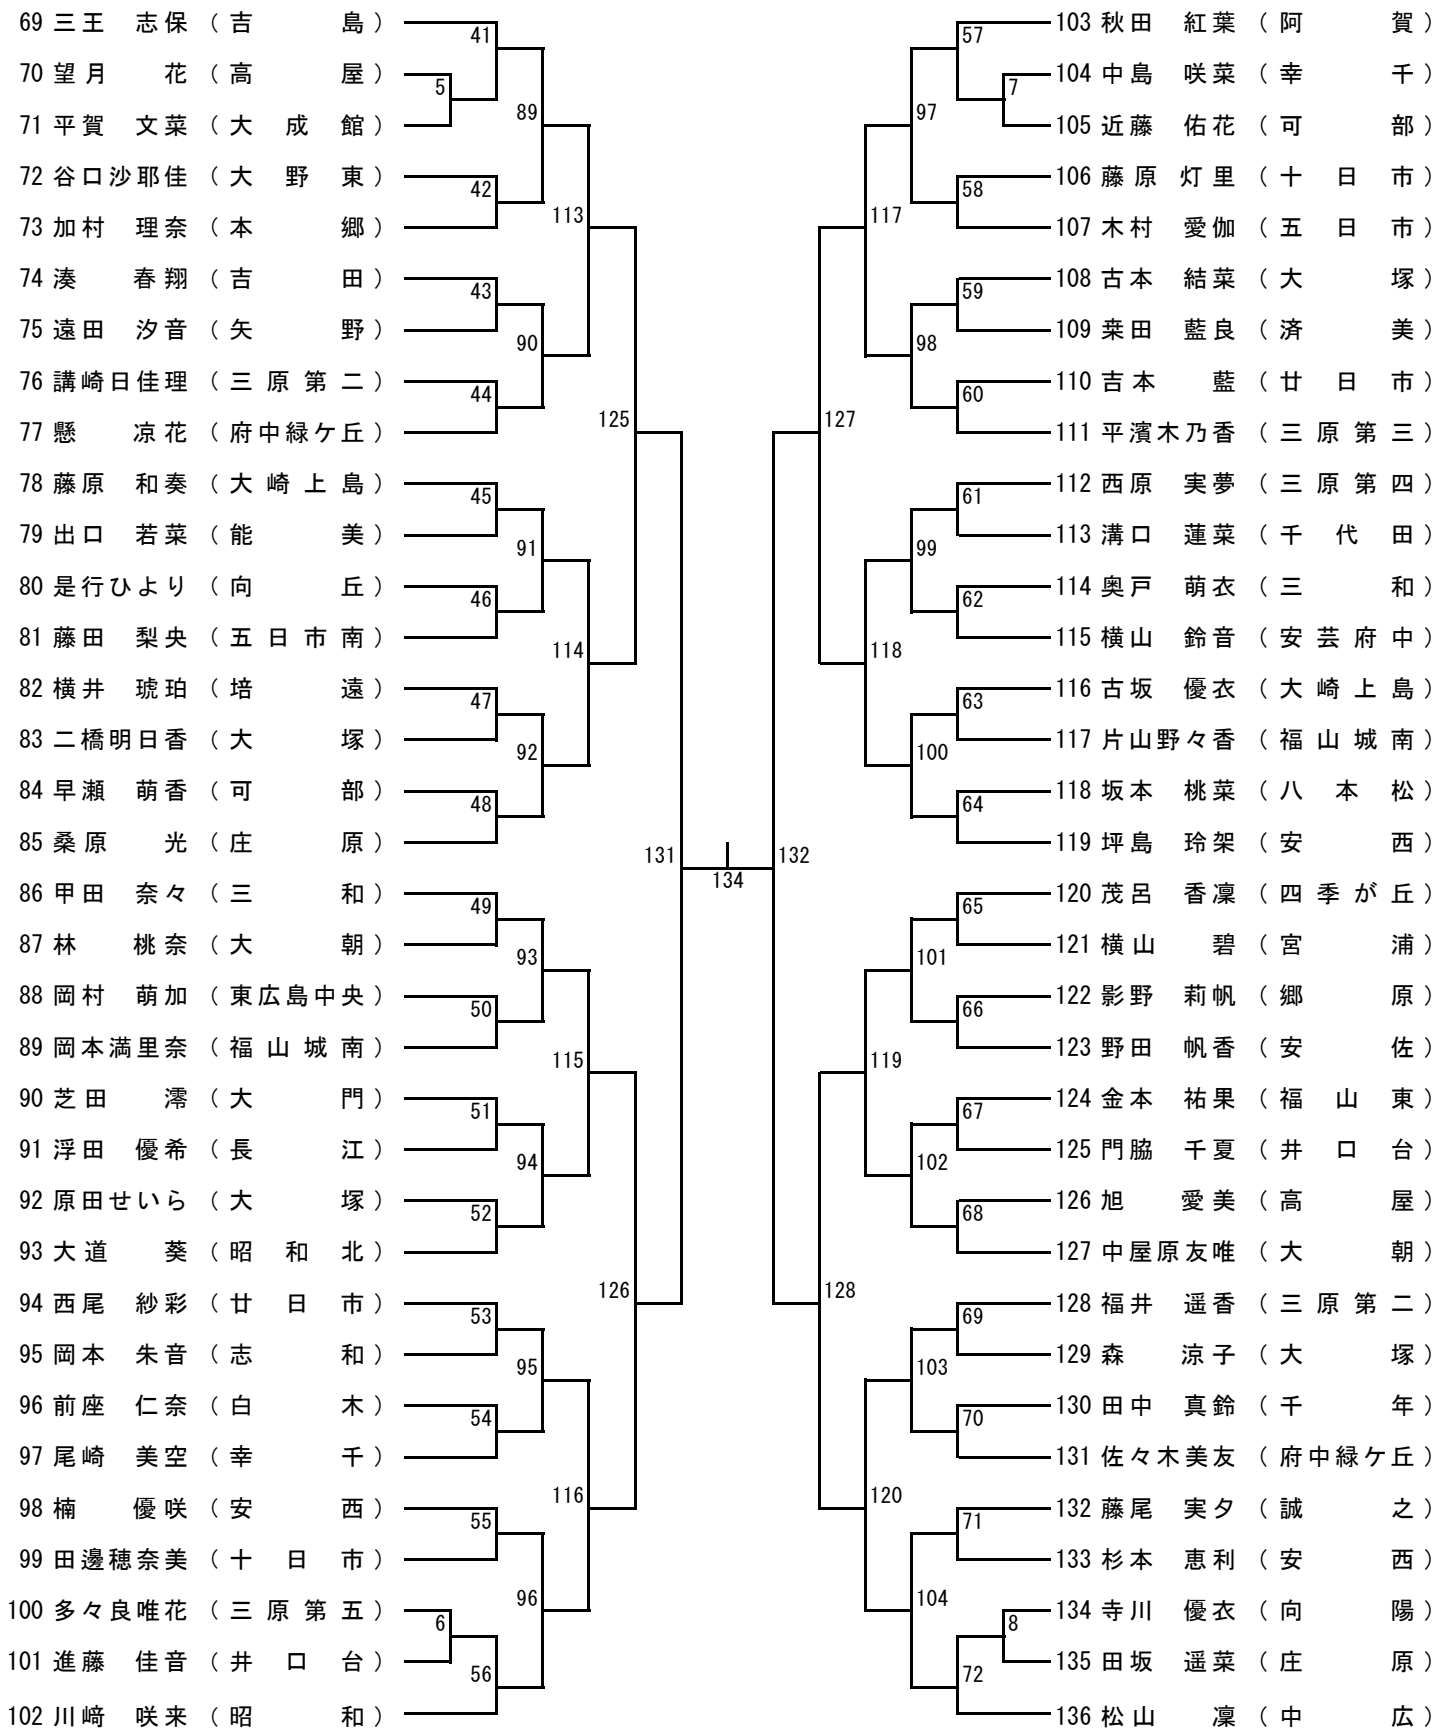 69 三王 志保 （吉 島）
70 望月 花 （高 屋）
71 平賀 文菜 （大 成 館）
72 谷口沙耶佳 （大 野 東）
73 加村 理奈 （本 郷）
74 湊 春翔 （吉 田）
75 遠田 汐音 （矢 野）
76 講崎日佳理 （三原第二）
77 懸 凉花 （府中緑ケ丘）
78 藤原 和奏 （大崎上島）
79 出口 若菜 （能 美）
80 是行ひより （向 丘）
81 藤田 梨央 （五日市南）
82 横井 琥珀 （培 遠）
83 二橋明日香 （大 塚）
84 早瀬 萌香 （可 部）
85 桑原 光 （庄 原）
86 甲田 奈々 （三 和）
87 林 桃奈 （大 朝）
88 岡村 萌加 （東広島中央）
89 岡本満里奈 （福山城南）
90 芝田 澪 （大 門）
91 浮田 優希 （長 江）
92 原田せいら （大 塚）
93 大道 葵 （昭 和 北）
94 西尾 紗彩 （廿 日 市）
95 岡本 朱音 （志 和）
96 前座 仁奈 （白 木）
97 尾崎 美空 （幸 千）
98 楠 優咲 （安 西）
99 田邊穂奈美 （十 日 市）
100 多々良唯花 （三原第五）
101 進藤 佳音 （井 口 台）
102 川﨑 咲来 （昭 和）
41
5
89
42
113
43
90
44
125
45
91
46
114
47
92
48
131
49
93
50
115
51
94
52
126
53
95
54
116
55
96
6
56
134
57
7
97
58
117
59
98
60
127
61
99
62
118
63
100
64
132
65
101
66
119
67
102
68
128
69
103
70
120
71
104
8
72
103 秋田 紅葉 （阿 賀）
104 中島 咲菜 （幸 千）
105 近藤 佑花 （可 部）
106 藤原 灯里 （十 日 市）
107 木村 愛伽 （五 日 市）
108 古本 結菜 （大 塚）
109 桒田 藍良 （済 美）
110 吉本 藍 （廿 日 市）
111 平濱木乃香 （三原第三）
112 西原 実夢 （三原第四）
113 溝口 蓮菜 （千 代 田）
114 奥戸 萌衣 （三 和）
115 横山 鈴音 （安芸府中）
116 古坂 優衣 （大崎上島）
117 片山野々香 （福山城南）
118 坂本 桃菜 （八 本 松）
119 坪島 玲架 （安 西）
120 茂呂 香凜 （四季が丘）
121 横山 碧 （宮 浦）
122 影野 莉帆 （郷 原）
123 野田 帆香 （安 佐）
124 金本 祐果 （福 山 東）
125 門脇 千夏 （井 口 台）
126 旭 愛美 （高 屋）
127 中屋原友唯 （大 朝）
128 福井 遥香 （三原第二）
129 森 涼子 （大 塚）
130 田中 真鈴 （千 年）
131 佐々木美友 （府中緑ケ丘）
132 藤尾 実夕 （誠 之）
133 杉本 恵利 （安 西）
134 寺川 優衣 （向 陽）
135 田坂 遥菜 （庄 原）
136 松山 凜 （中 広）